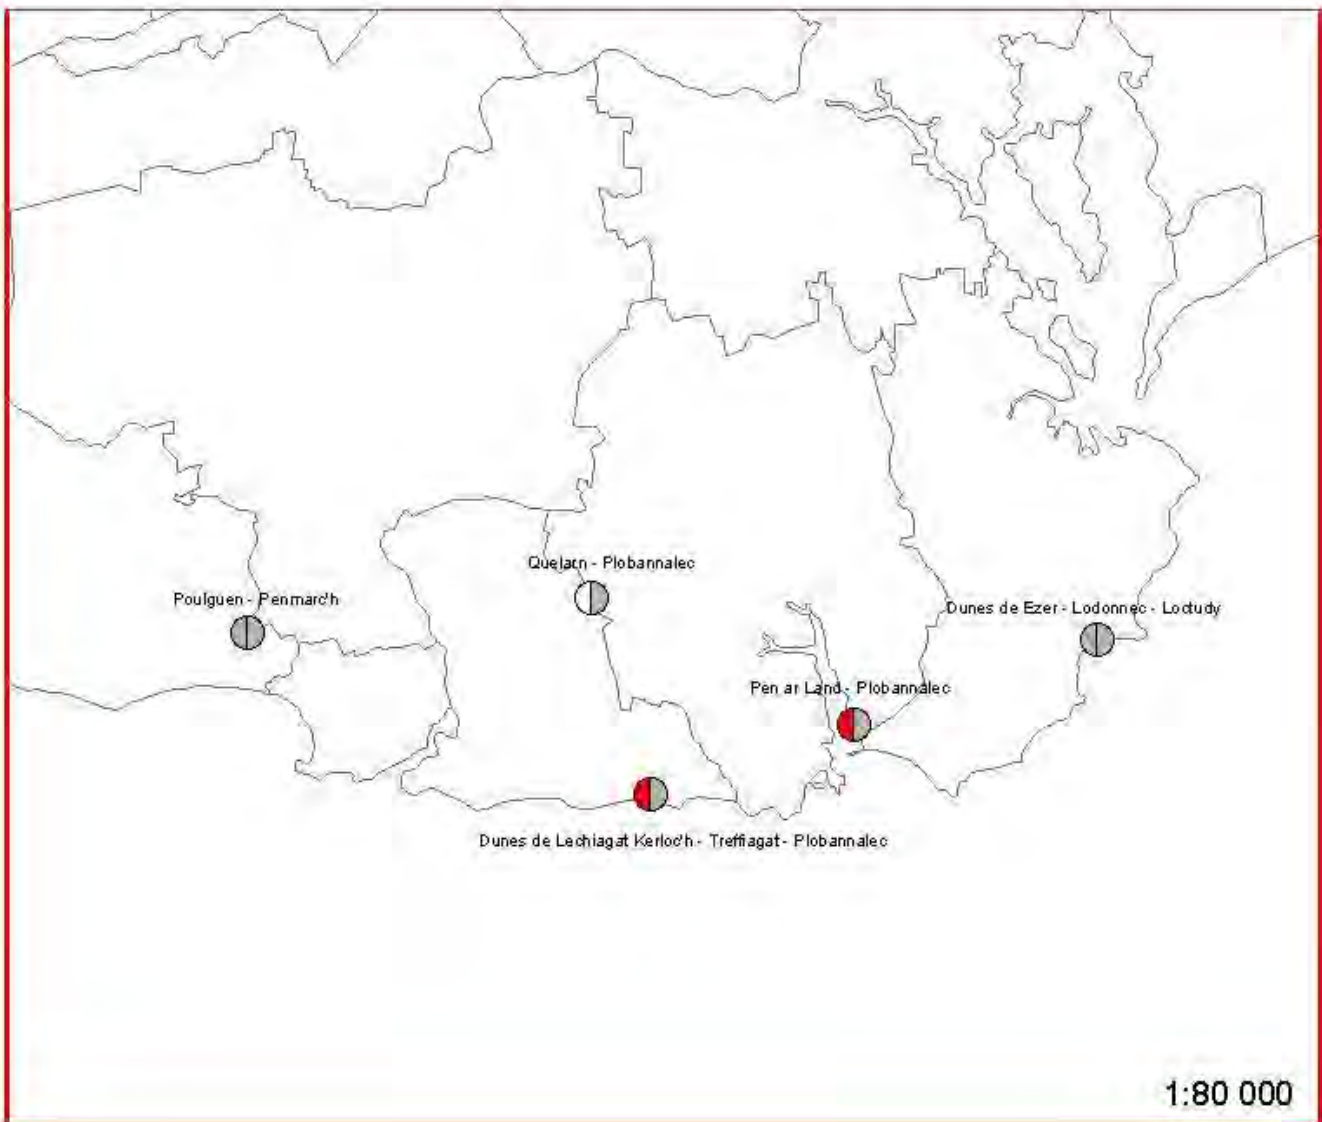 Quelarn - Plobannalec
Poulguen - Penmarc'h
Dunes de Ezer - Lodonnec - Loctudy
Pen ar Land - Plobannalec
Dunes de Lechiagat Kerloc'h - Treffiagat - Plobannalec
1:80 000